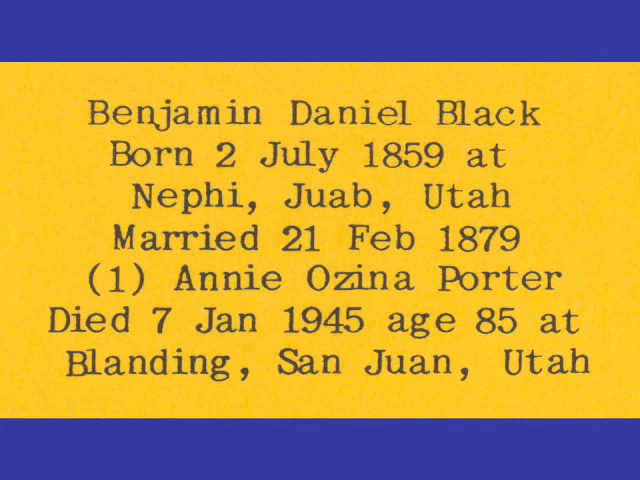 Benjamin Daniel Black
Born 2 July 1859 at
Nephi, Juab, Utah
Married 21 Feb 1879
(1) Annie Ozina Porter
Died 7 Jan 1945 age 85 at
Blanding, San Juan, Utah